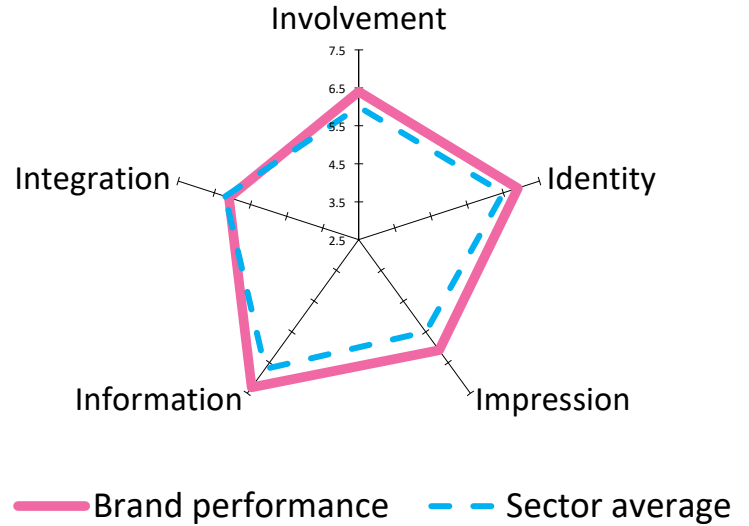 Involvement
7.5
6.5
5.5
4.5
3.5
2.5
Integration
Identity
Information
Impression
Brand performance
Sector average